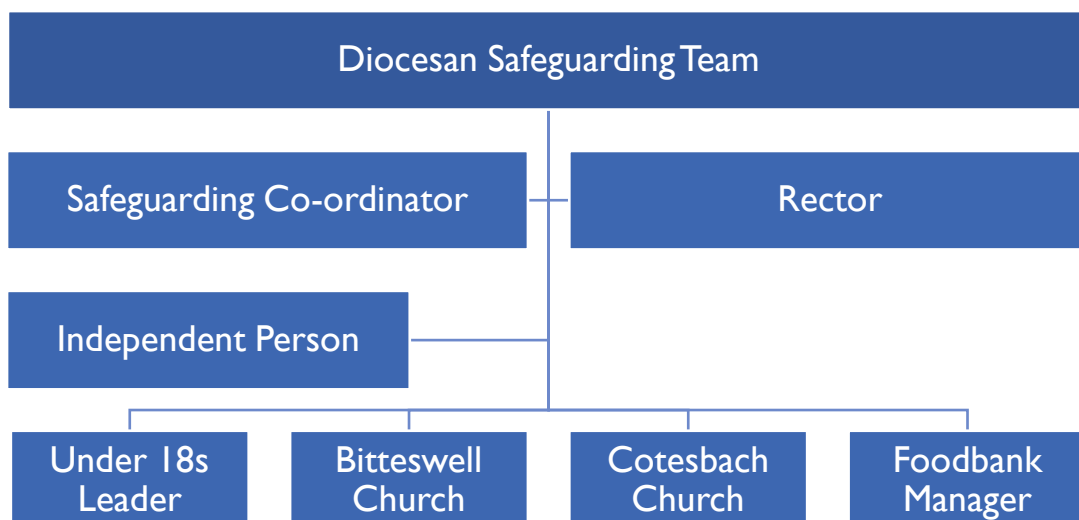 Diocesan Safeguarding Team
Safeguarding Co-ordinator
Rector
Independent Person
Under 18s
Leader
Bitteswell
Church
Cotesbach
Church
Foodbank
Manager